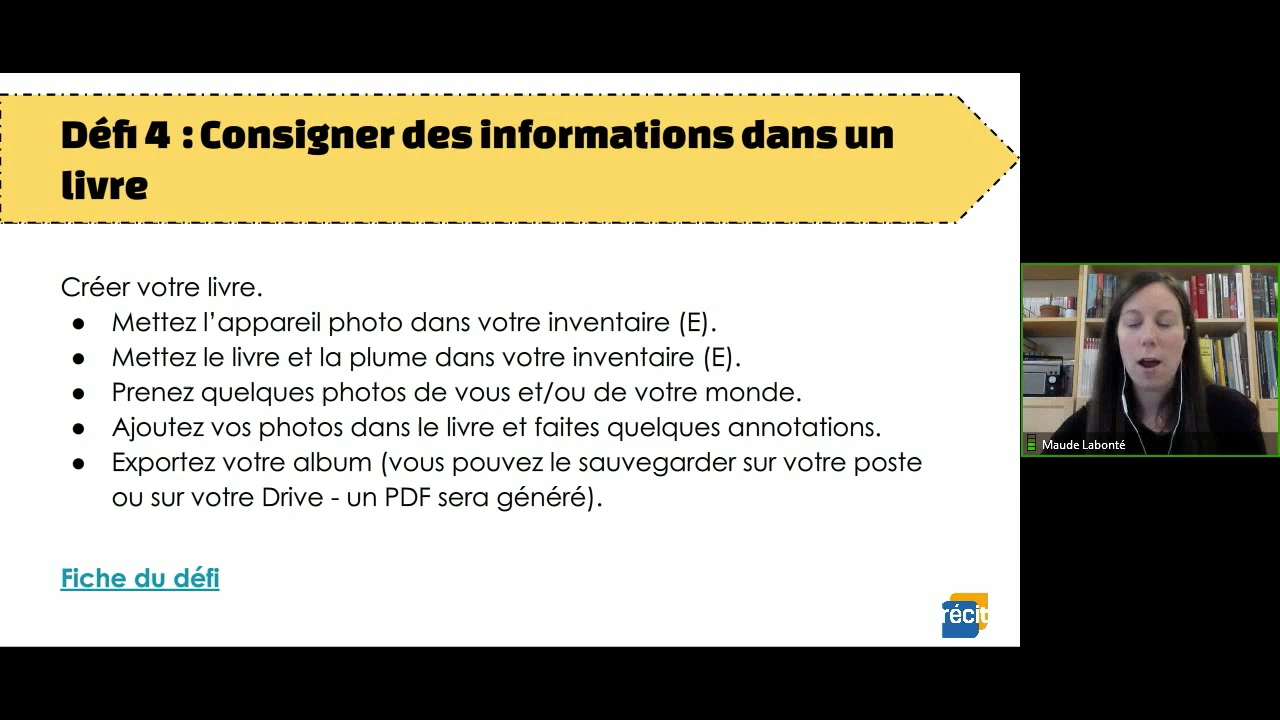 Défi 4 : Consigner des informations dans un
livre
Créer votre livre.
● Mettez l’appareil photo dans votre inventaire (E).
● Mettez le livre et la plume dans votre inventaire (E).
● Prenez quelques photos de vous et/ou de votre monde.
● Ajoutez vos photos dans le livre et faites quelques annotations.
● Exportez votre album (vous pouvez le sauvegarder sur votre poste
ou sur votre Drive - un PDF sera généré).
Fiche du défi
récit
Maude Labonté